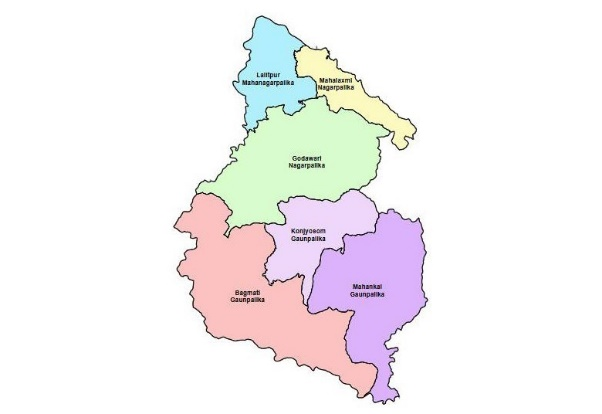 Lalitpur
Mahanagarpalika
Mahalaxmi
Nagarpalika
Godawari
Nagarpalika
Konjyosom
Gaunpalika
Mahankal
Gaunpalika
Bagmati
Gaunpalika